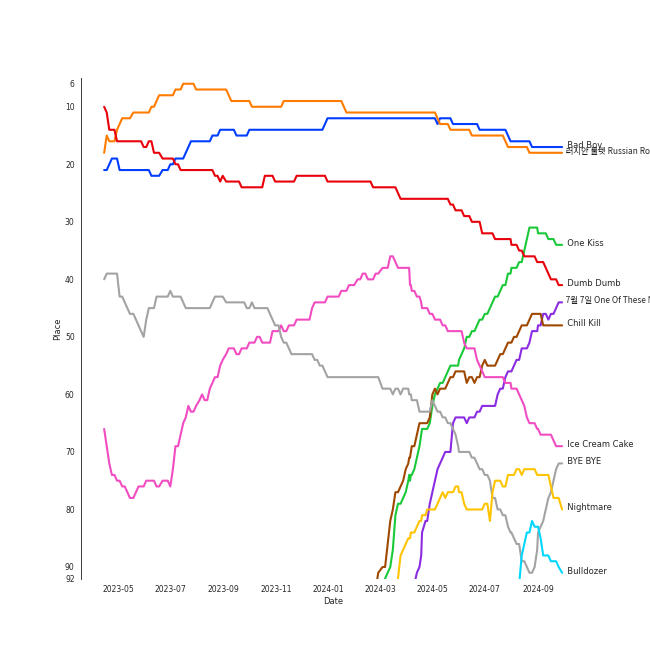 6
10
20
30
40
50
60
70
80
90
92
Place
2023-05
2023-07
2023-09
2023-11
2024-01
2024-03
2024-05
2024-07
2024-09
Date
Bad Boy
러시안 룰렛 Russian Ro
One Kiss
Dumb Dumb
7월 7일 One Of These N
Chill Kill
Ice Cream Cake
BYE BYE
Nightmare
Bulldozer